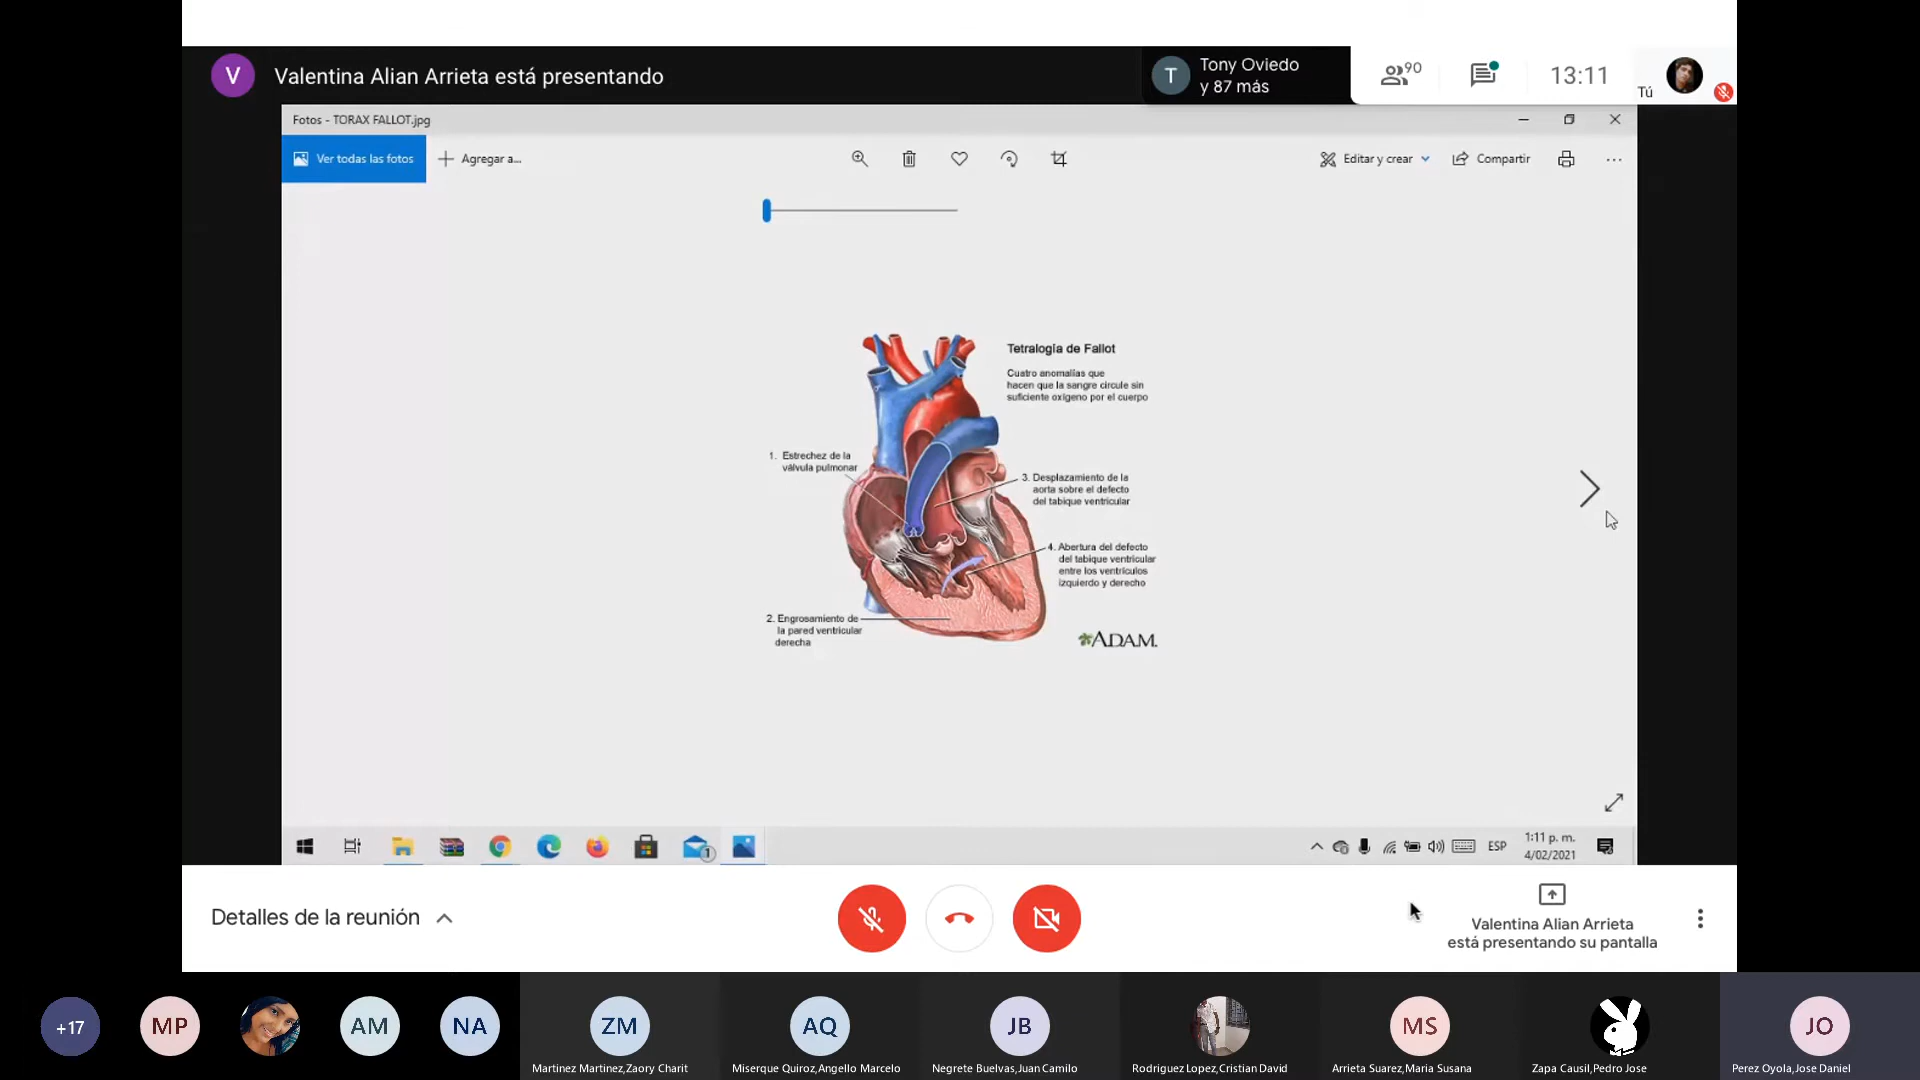 V
Valentina Alian Arrieta está presentando
T
Tony Oviedo
y 87 más
90
13:11
Tú
Fotos - TORAX FALLOT.jpg
Ver todas las fotos
Agregar a...
Editar y crear
Compartir
Tetralogía de Fallot
Cuatro anomalías que
hacen que la sangre circule sin
suficiente oxígeno por el cuerpo
1. Estrechez de la
válvula pulmonar
3. Desplazamiento de la
aorta sobre el defecto
del tabique ventricular
4. Abertura del defecto
del tabique ventricular
entre los ventrículos
izquierdo y derecho
2. Engrosamiento de
la pared ventricular
derecha
ADAM.
1
ESP
1:11 p. m.
4/02/2021
Detalles de la reunión
Valentina Alian Arrieta
está presentando su pantalla
+17
MP
AM
NA
ZM
AQ
JB
MS
JO
Martinez Martinez,Zaory Charit
Miserque Quiroz,Angello Marcelo
Negrete Buelvas,Juan Camilo
Rodriguez Lopez,Cristian David
Arrieta Suarez,Maria Susana
Zapa Causil,Pedro Jose
Perez Oyola,Jose Daniel